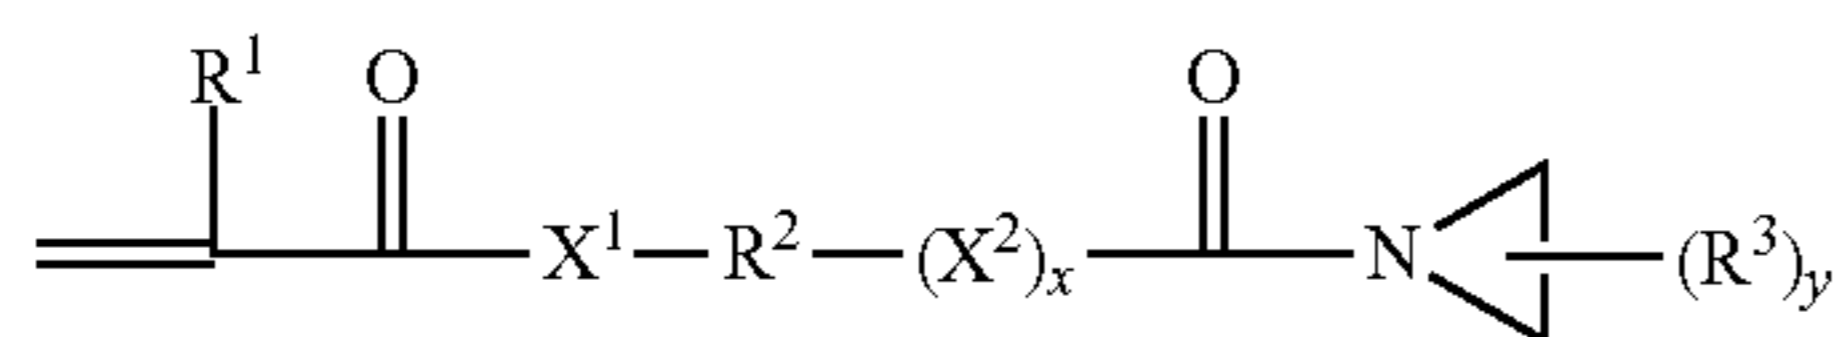 R¹ O O
X¹ R² (X²)ₓ N (R³)y